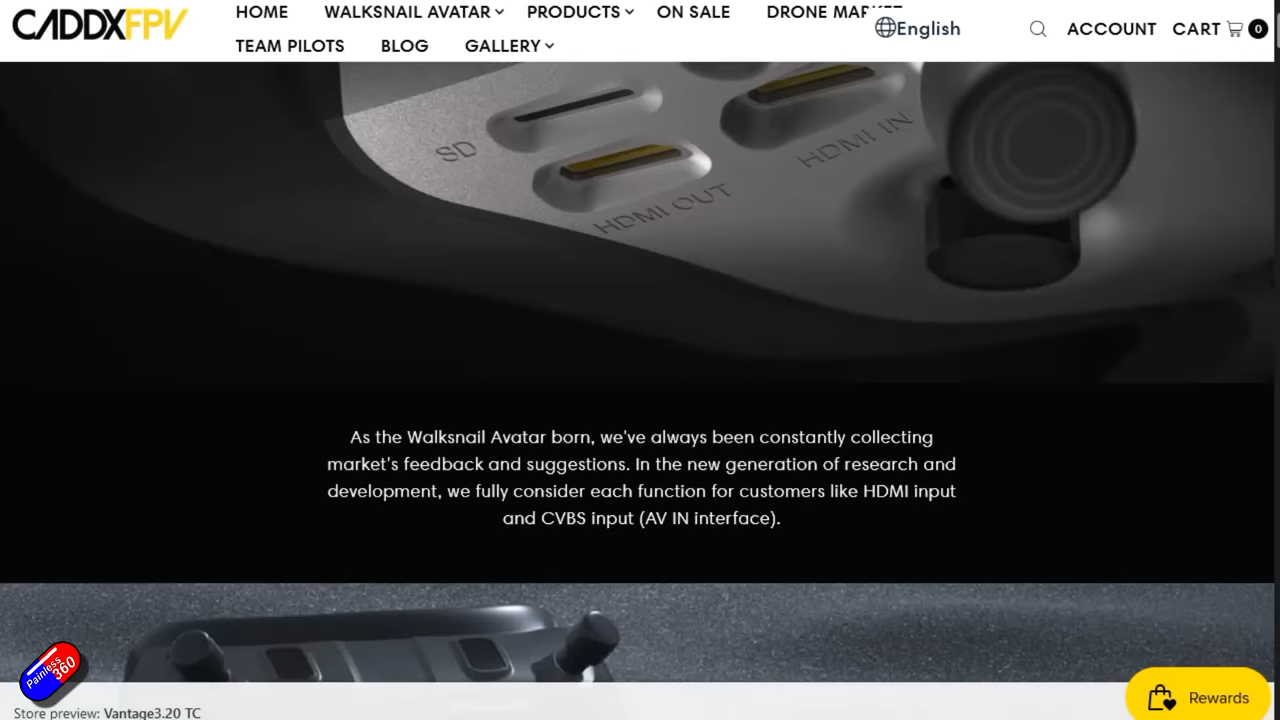 CADDXFPV
HOME WALKSNAIL AVATAR PRODUCTS ON SALE DRONE MARKET
English
ACCOUNT CART 0
TEAM PILOTS BLOG GALLERY
SD
HDMI IN
HDMI OUT
As the Walksnail Avatar born, we've always been constantly collecting
market's feedback and suggestions. In the new generation of research and
development, we fully consider each function for customers like HDMI input
and CVBS input (AV IN interface).
Painless
360
Rewards
Store preview: Vantage3.20 TC